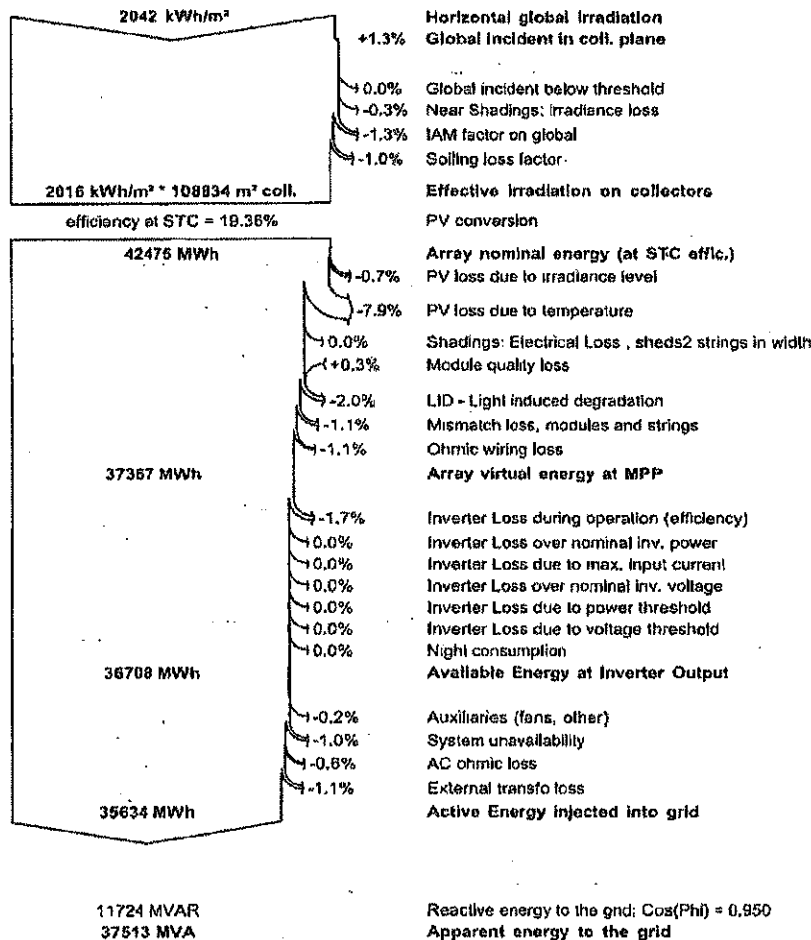 2042 kWh/m² Horizontal global irradiation
+1.3% Global incident in coll. plane
0.0% Global incident below threshold
-0.3% Near Shadings: irradiance loss
-1.3% IAM factor on global
-1.0% Soiling loss factor
2016 kWh/m² * 108834 m² coll. Effective irradiation on collectors
efficiency at STC = 19.36% PV conversion
42475 MWh Array nominal energy (at STC effic.)
-0.7% PV loss due to irradiance level
-7.9% PV loss due to temperature
0.0% Shadings: Electrical Loss , sheds2 strings in width
+0.3% Module quality loss
-2.0% LID - Light induced degradation
-1.1% Mismatch loss, modules and strings
-1.1% Ohmic wiring loss
37367 MWh Array virtual energy at MPP
-1.7% Inverter Loss during operation (efficiency)
0.0% Inverter Loss over nominal inv. power
0.0% Inverter Loss due to max. input current
0.0% Inverter Loss over nominal inv. voltage
0.0% Inverter Loss due to power threshold
0.0% Inverter Loss due to voltage threshold
0.0% Night consumption
36708 MWh Available Energy at Inverter Output
-0.2% Auxiliaries (fans, other)
-1.0% System unavailability
-0.6% AC ohmic loss
-1.1% External transfo loss
35634 MWh Active Energy injected into grid
11724 MVAR Reactive energy to the grid: Cos(Phi) = 0.950
37513 MVA Apparent energy to the grid